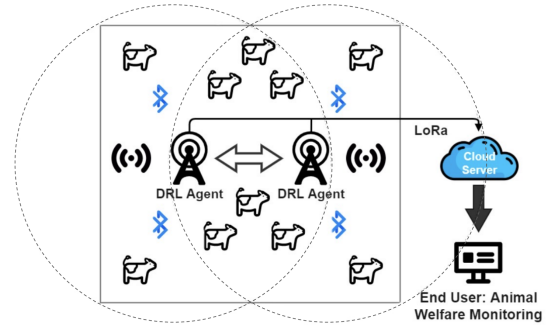 LoRa
Cloud
Server
DRL Agent
DRL Agent
End User: Animal
Welfare Monitoring